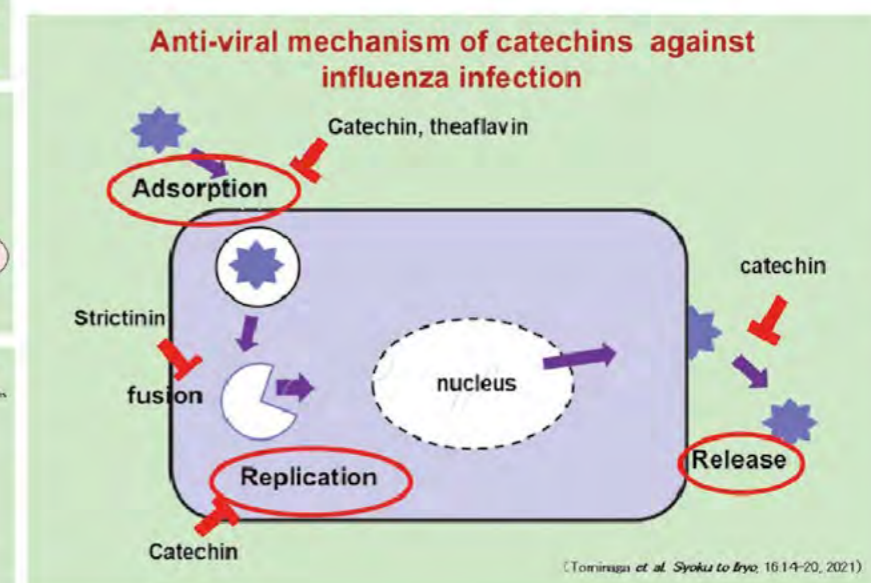 Anti-viral mechanism of catechins against
influenza infection
Catechin, theaflavin
Adsorption
catechin
Strictinin
fusion
nucleus
Replication
Release
Catechin
(Tominaga et al. Syoku to Iryo, 16:14-20, 2021)